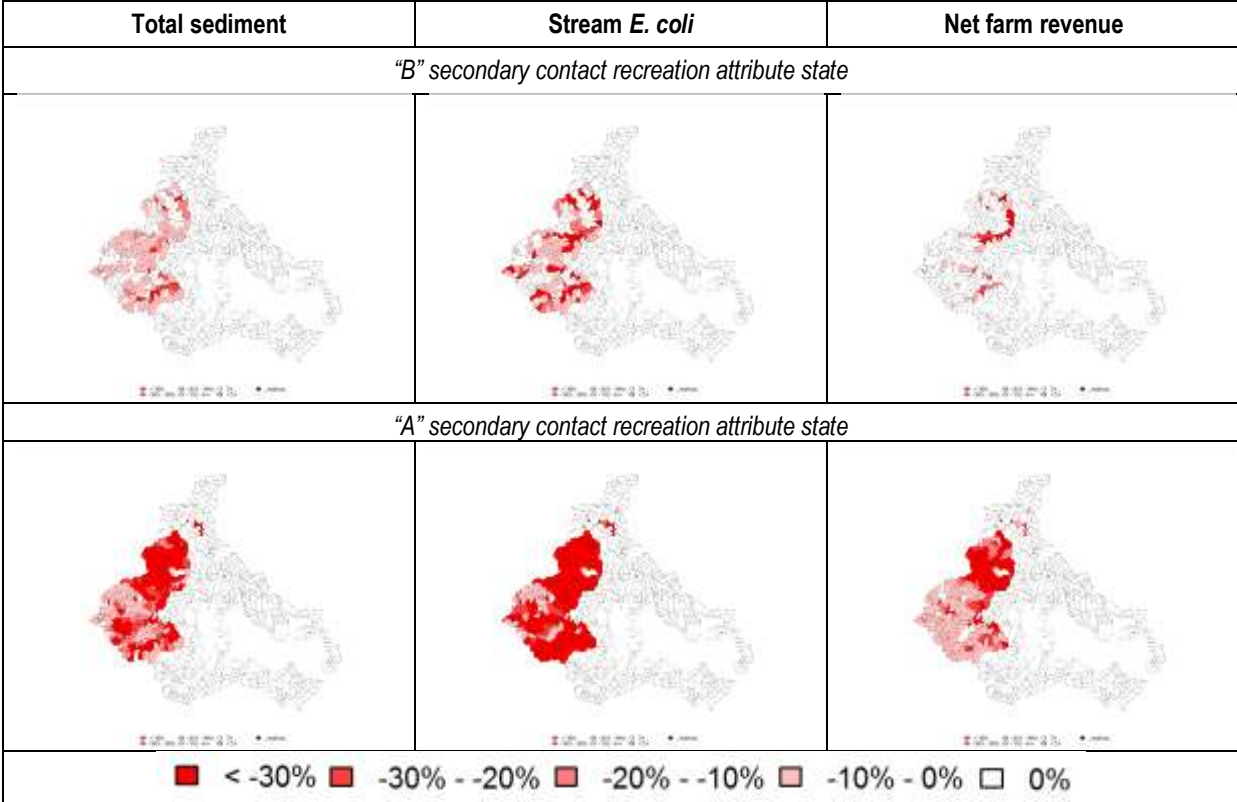 Total sediment Stream E. coli Net farm revenue
“B” secondary contact recreation attribute state
“A” secondary contact recreation attribute state
< -30% -30% - -20% -20% - -10% -10% - 0% 0%